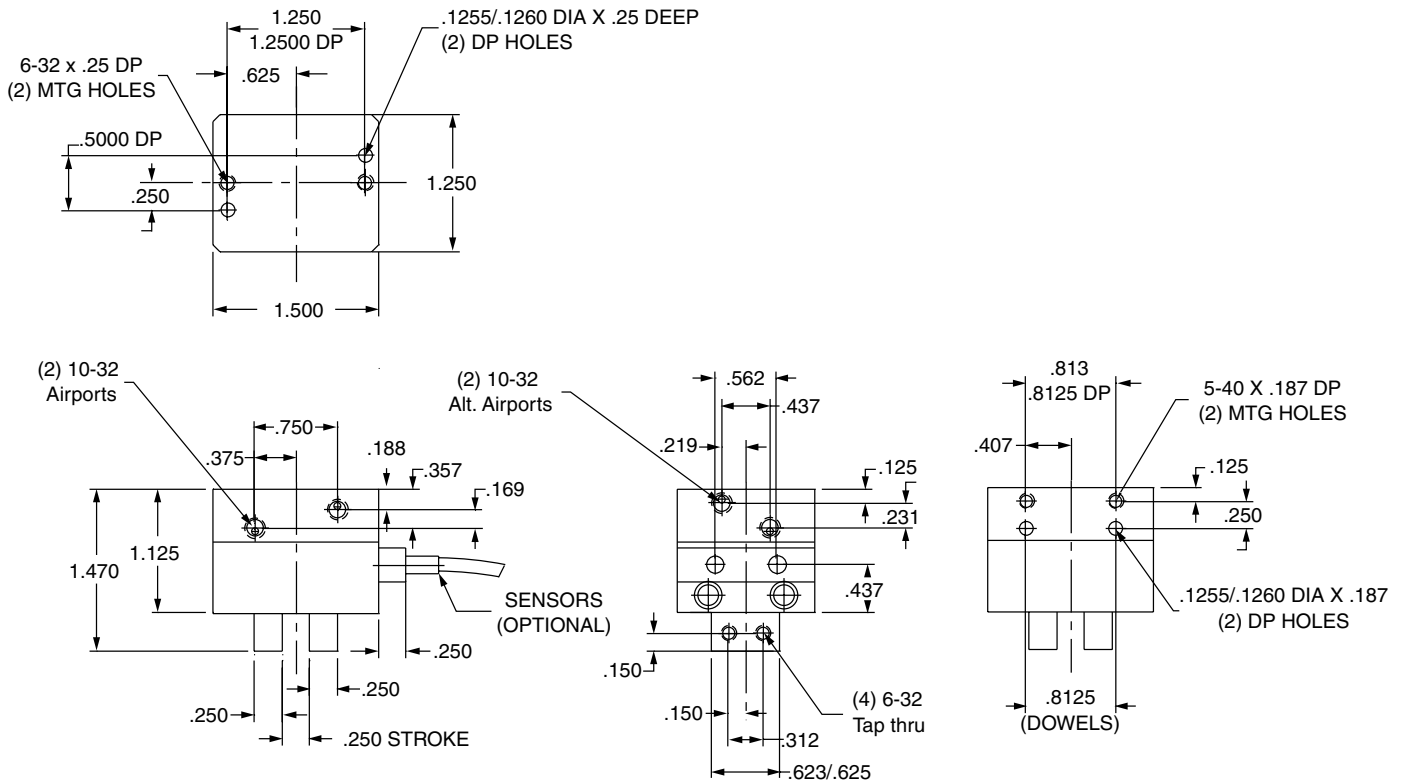 1.250
1.2500 DP
.1255/.1260 DIA X .25 DEEP
(2) DP HOLES
6-32 x .25 DP
(2) MTG HOLES
.625
.5000 DP
.250
1.250
1.500
(2) 10-32
Airports
.750
.375
.188
.357
.169
1.470
1.125
SENSORS
(OPTIONAL)
.250
.250
.250
.250 STROKE
(2) 10-32
Alt. Airports
.562
.437
.219
.125
.231
.437
.150
.150
(4) 6-32
Tap thru
.312
.623/.625
.813
.8125 DP
5-40 X .187 DP
(2) MTG HOLES
.407
.125
.250
.1255/.1260 DIA X .187
(2) DP HOLES
.8125
(DOWELS)